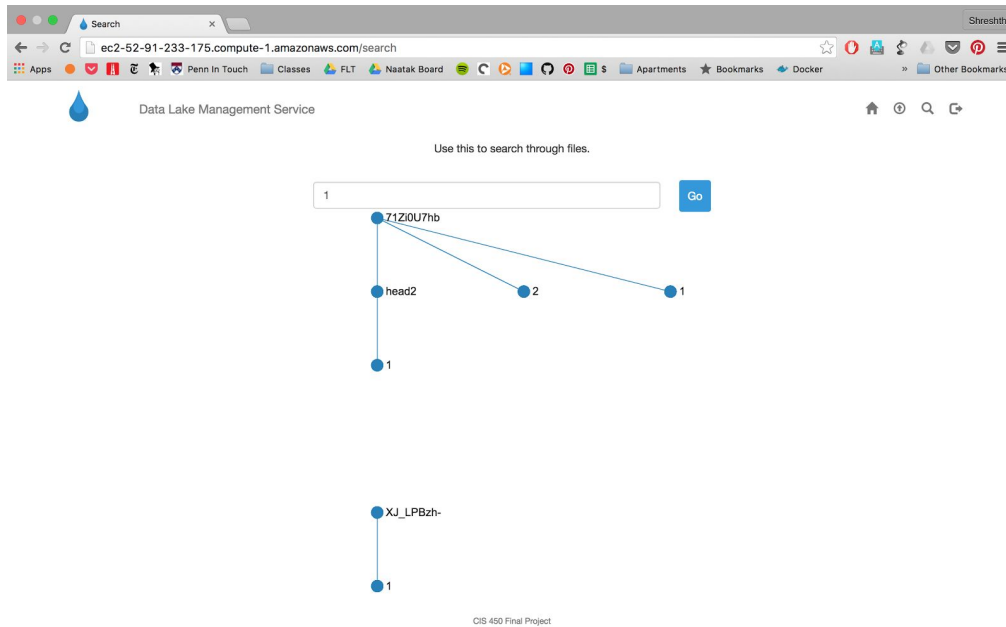 Search
Shreshth
ec2-52-91-233-175.compute-1.amazonaws.com/search
Apps Penn In Touch Classes FLT Naatak Board $ Apartments Bookmarks Docker » Other Bookmarks
Data Lake Management Service
Use this to search through files.
1 Go
71Zi0U7hb
head2 2 1
1
XJ_LPBzh-
1
CIS 450 Final Project